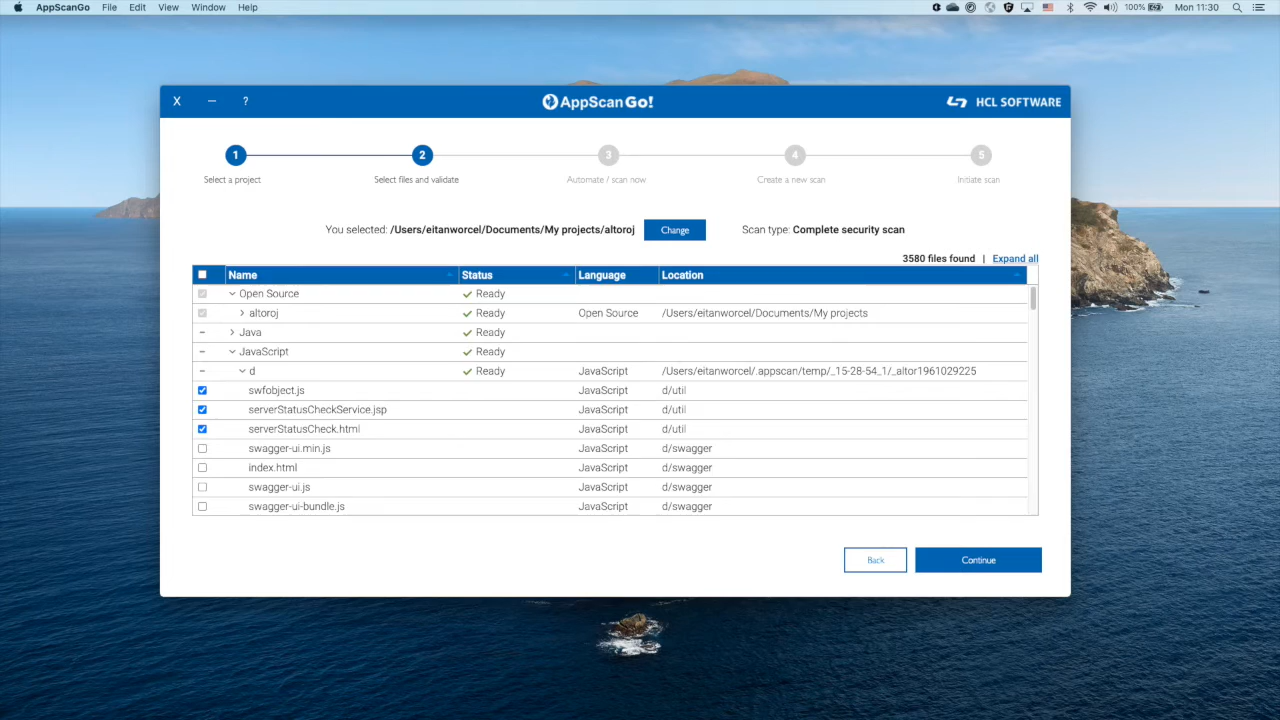 AppScanGo File Edit View Window Help 100% Mon 11:30
X — ? AppScan Go! HCL SOFTWARE
1 2 3 4 5
Select a project Select files and validate Automate / scan now Create a new scan Initiate scan
You selected: /Users/eitanworcel/Documents/My projects/altoroj Change Scan type: Complete security scan
3580 files found | Expand all
Name Status Language Location
Open Source Ready
altoroj Ready Open Source /Users/eitanworcel/Documents/My projects
Java Ready
JavaScript Ready
d Ready JavaScript /Users/eitanworcel/.appscan/temp/_15-28-54_1/_altor1961029225
swfobject.js JavaScript d/util
serverStatusCheckService.jsp JavaScript d/util
serverStatusCheck.html JavaScript d/util
swagger-ui.min.js JavaScript d/swagger
index.html JavaScript d/swagger
swagger-ui.js JavaScript d/swagger
swagger-ui-bundle.js JavaScript d/swagger
Back Continue